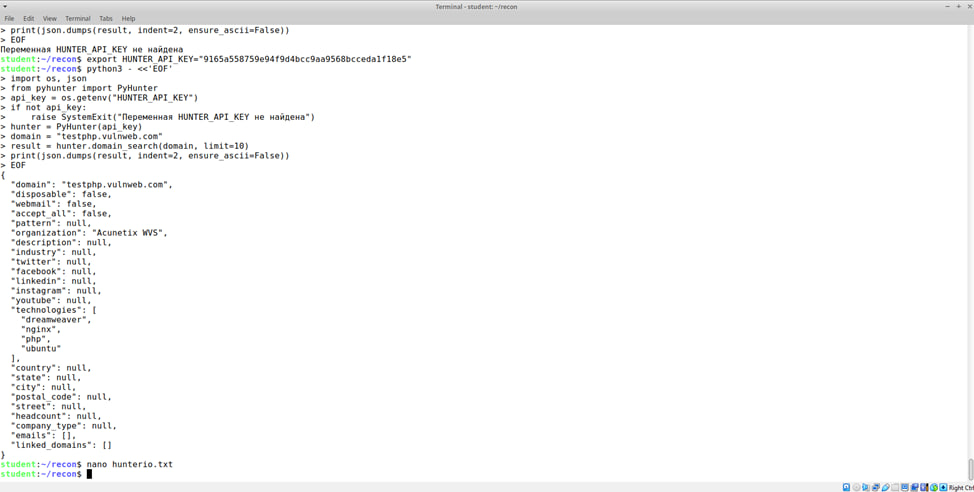 Terminal - student: ~/recon
File Edit View Terminal Tabs Help
> print(json.dumps(result, indent=2, ensure_ascii=False))
> EOF
Переменная HUNTER_API_KEY не найдена
student:~/recon$ export HUNTER_API_KEY="9165a558759e94f9d4bcc9aa9568bcceda1f18e5"
student:~/recon$ python3 - <<'EOF'
> import os, json
> from pyhunter import PyHunter
> api_key = os.getenv("HUNTER_API_KEY")
> if not api_key:
>     raise SystemExit("Переменная HUNTER_API_KEY не найдена")
> hunter = PyHunter(api_key)
> domain = "testphp.vulnweb.com"
> result = hunter.domain_search(domain, limit=10)
> print(json.dumps(result, indent=2, ensure_ascii=False))
> EOF
{
  "domain": "testphp.vulnweb.com",
  "disposable": false,
  "webmail": false,
  "accept_all": false,
  "pattern": null,
  "organization": "Acunetix WVS",
  "description": null,
  "industry": null,
  "twitter": null,
  "facebook": null,
  "linkedin": null,
  "instagram": null,
  "youtube": null,
  "technologies": [
    "dreamweaver",
    "nginx",
    "php",
    "ubuntu"
  ],
  "country": null,
  "state": null,
  "city": null,
  "postal_code": null,
  "street": null,
  "headcount": null,
  "company_type": null,
  "emails": [],
  "linked_domains": []
}
student:~/recon$ nano hunterio.txt
student:~/recon$
Right Ctrl